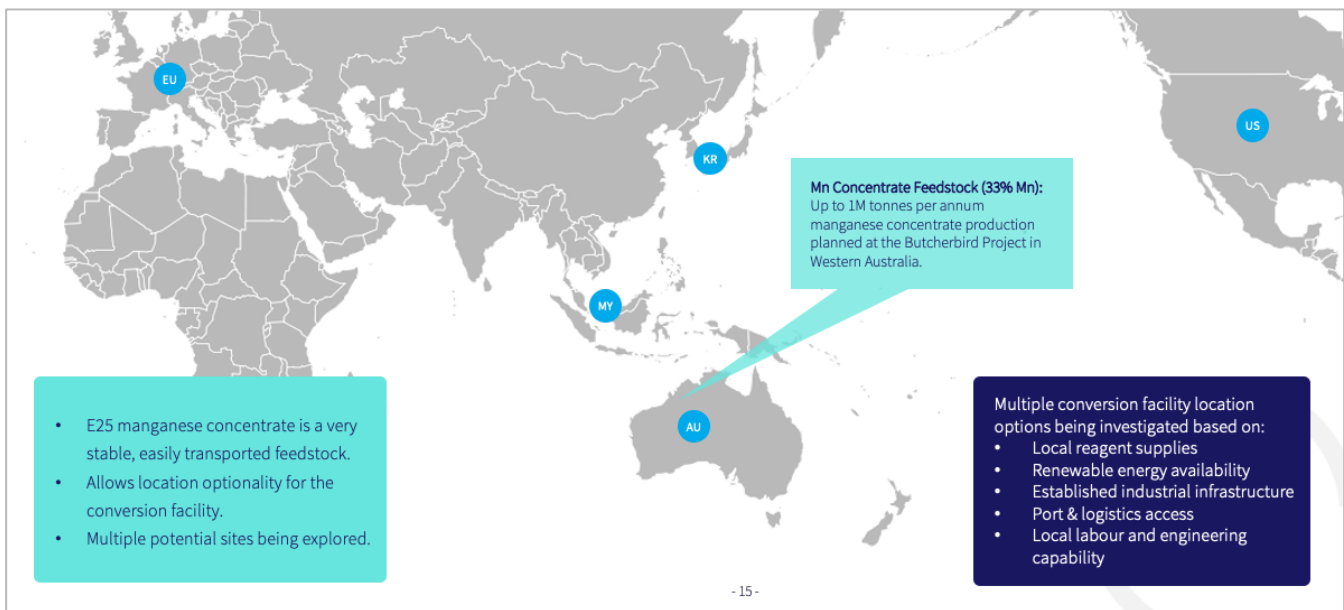 EU
KR
US
MY
AU
Mn Concentrate Feedstock (33% Mn):
Up to 1M tonnes per annum
manganese concentrate production
planned at the Butcherbird Project in
Western Australia.
• E25 manganese concentrate is a very
stable, easily transported feedstock.
• Allows location optionality for the
conversion facility.
• Multiple potential sites being explored.
Multiple conversion facility location
options being investigated based on:
• Local reagent supplies
• Renewable energy availability
• Established industrial infrastructure
• Port & logistics access
• Local labour and engineering
capability
- 15 -